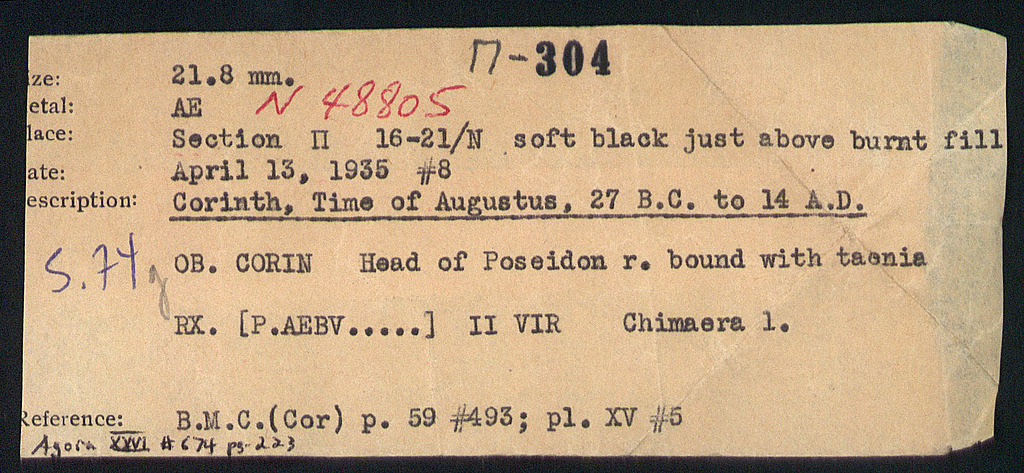 Π-304
ize: 21.8 mm.
etal: AE N 48805
lace: Section Π 16-21/N soft black just above burnt fill
ate: April 13, 1935 #8
escription: Corinth, Time of Augustus, 27 B.C. to 14 A.D.
S.74
OB. CORIN Head of Poseidon r. bound with taenia
RX. [P.AEBV.....] II VIR Chimaera l.
Reference: B.M.C.(Cor) p. 59 #493; pl. XV #5
Agora XXVI #674 pg. 223